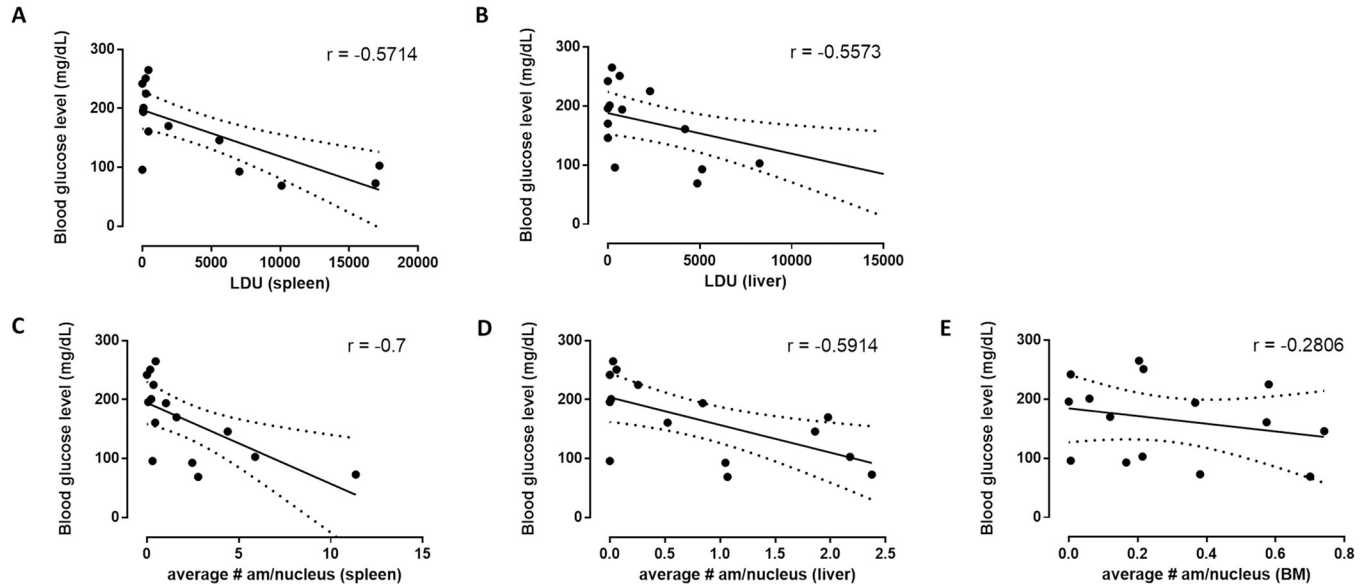 A
Blood glucose level (mg/dL)
r = -0.5714
300
200
100
0
0 5000 10000 15000 20000
LDU (spleen)
B
Blood glucose level (mg/dL)
r = -0.5573
300
200
100
0
0 5000 10000 15000
LDU (liver)
C
Blood glucose level (mg/dL)
r = -0.7
300
200
100
0
0 5 10 15
average # am/nucleus (spleen)
D
Blood glucose level (mg/dL)
r = -0.5914
300
200
100
0
0.0 0.5 1.0 1.5 2.0 2.5
average # am/nucleus (liver)
E
Blood glucose level (mg/dL)
r = -0.2806
300
200
100
0
0.0 0.2 0.4 0.6 0.8
average # am/nucleus (BM)